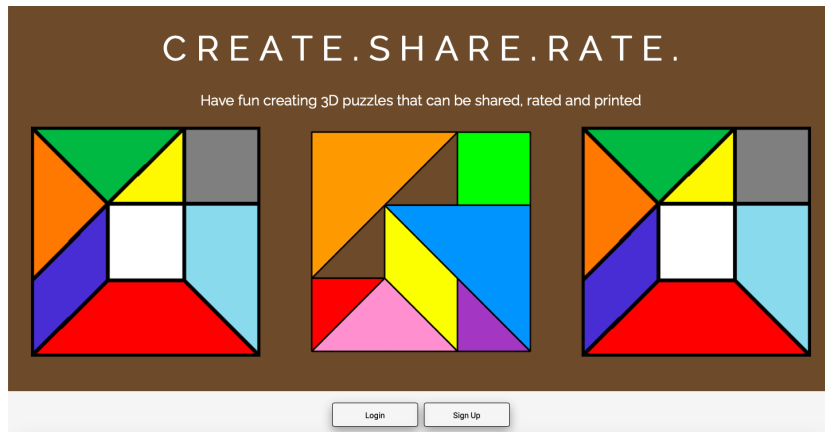 CREATE.SHARE.RATE.
Have fun creating 3D puzzles that can be shared, rated and printed
Login Sign Up